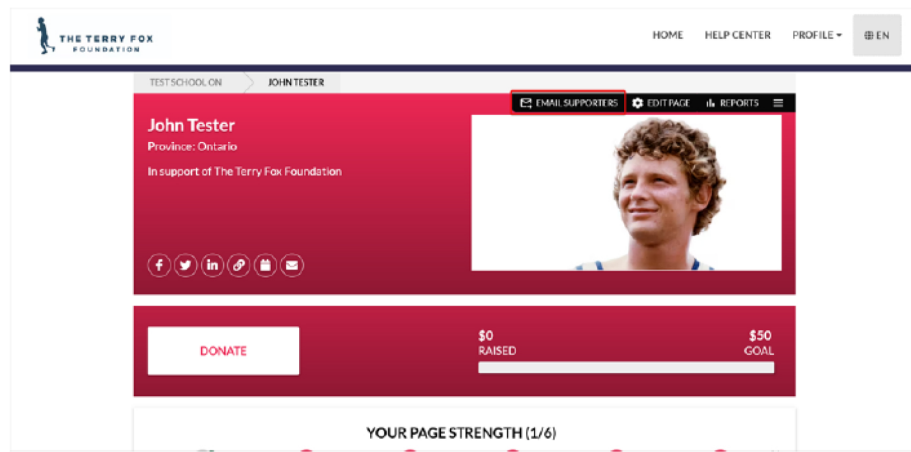 THE TERRY FOX
FOUNDATION
HOME HELP CENTER PROFILE EN
TEST SCHOOL ON JOHN TESTER
EMAIL SUPPORTERS EDIT PAGE REPORTS
John Tester
Province: Ontario
In support of The Terry Fox Foundation
DONATE
$0 $50
RAISED GOAL
YOUR PAGE STRENGTH (1/6)